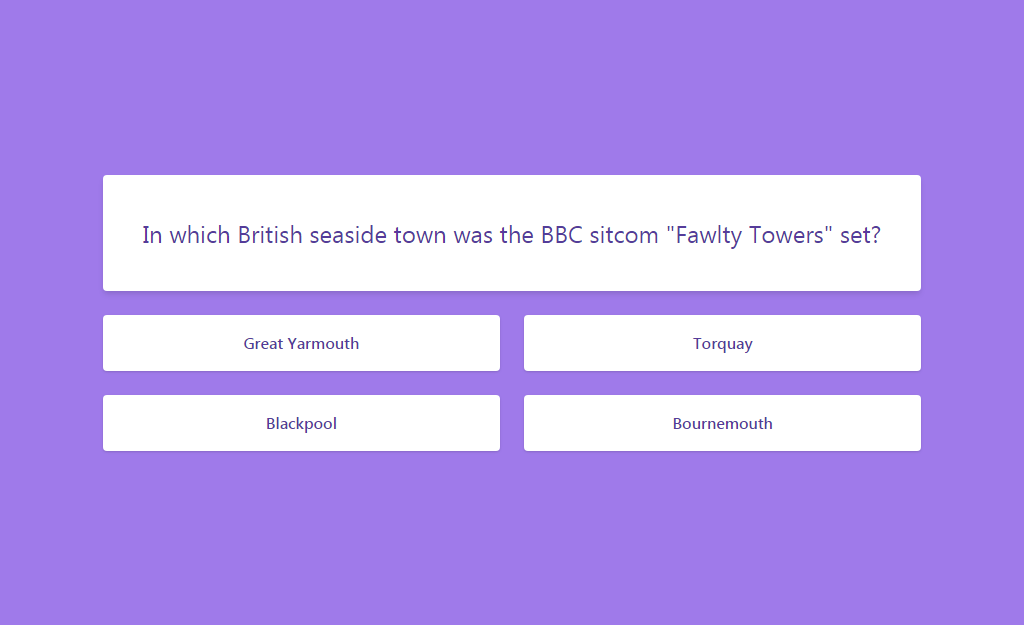 In which British seaside town was the BBC sitcom "Fawlty Towers" set?
Great Yarmouth
Torquay
Blackpool
Bournemouth